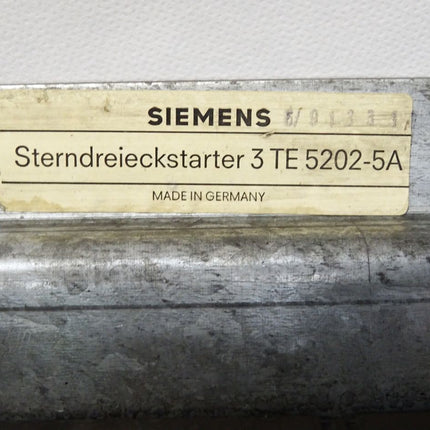 SIEMENS
Sterndreieckstarter 3 TE 5202-5A
MADE IN GERMANY